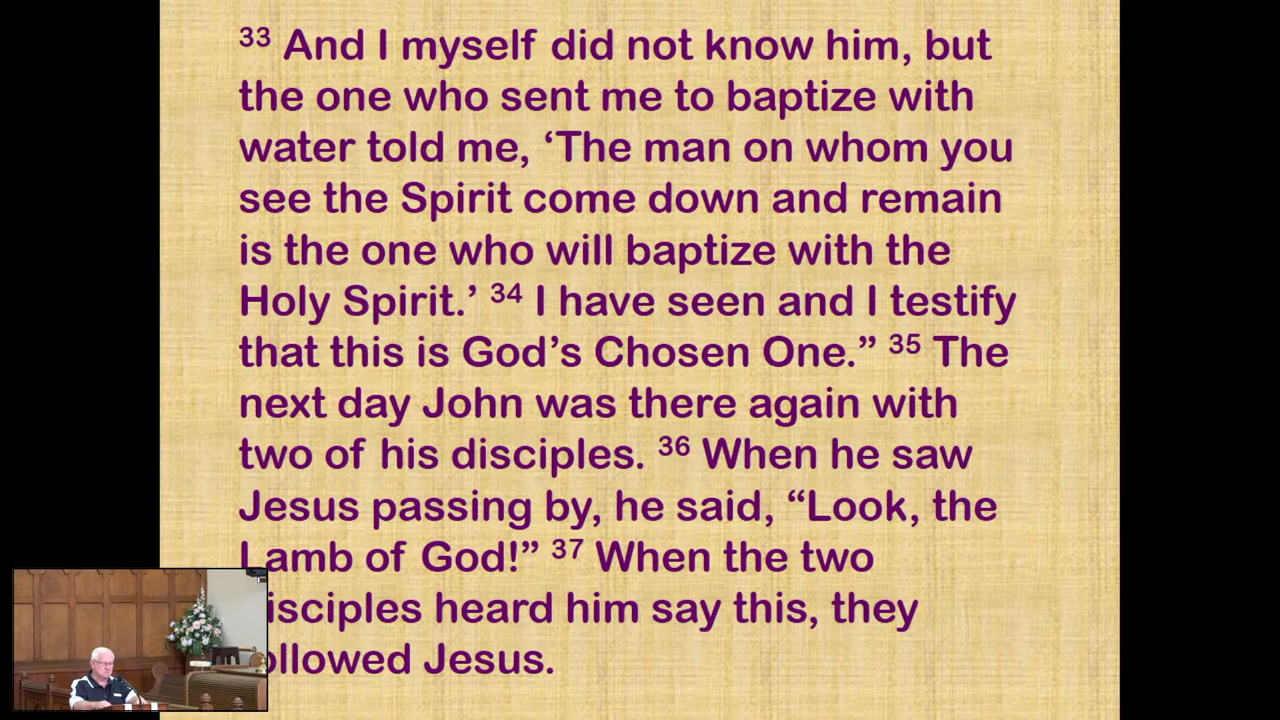 33 And I myself did not know him, but
the one who sent me to baptize with
water told me, ‘The man on whom you
see the Spirit come down and remain
is the one who will baptize with the
Holy Spirit.’ 34 I have seen and I testify
that this is God’s Chosen One.” 35 The
next day John was there again with
two of his disciples. 36 When he saw
Jesus passing by, he said, “Look, the
Lamb of God!” 37 When the two
isciples heard him say this, they
ollowed Jesus.